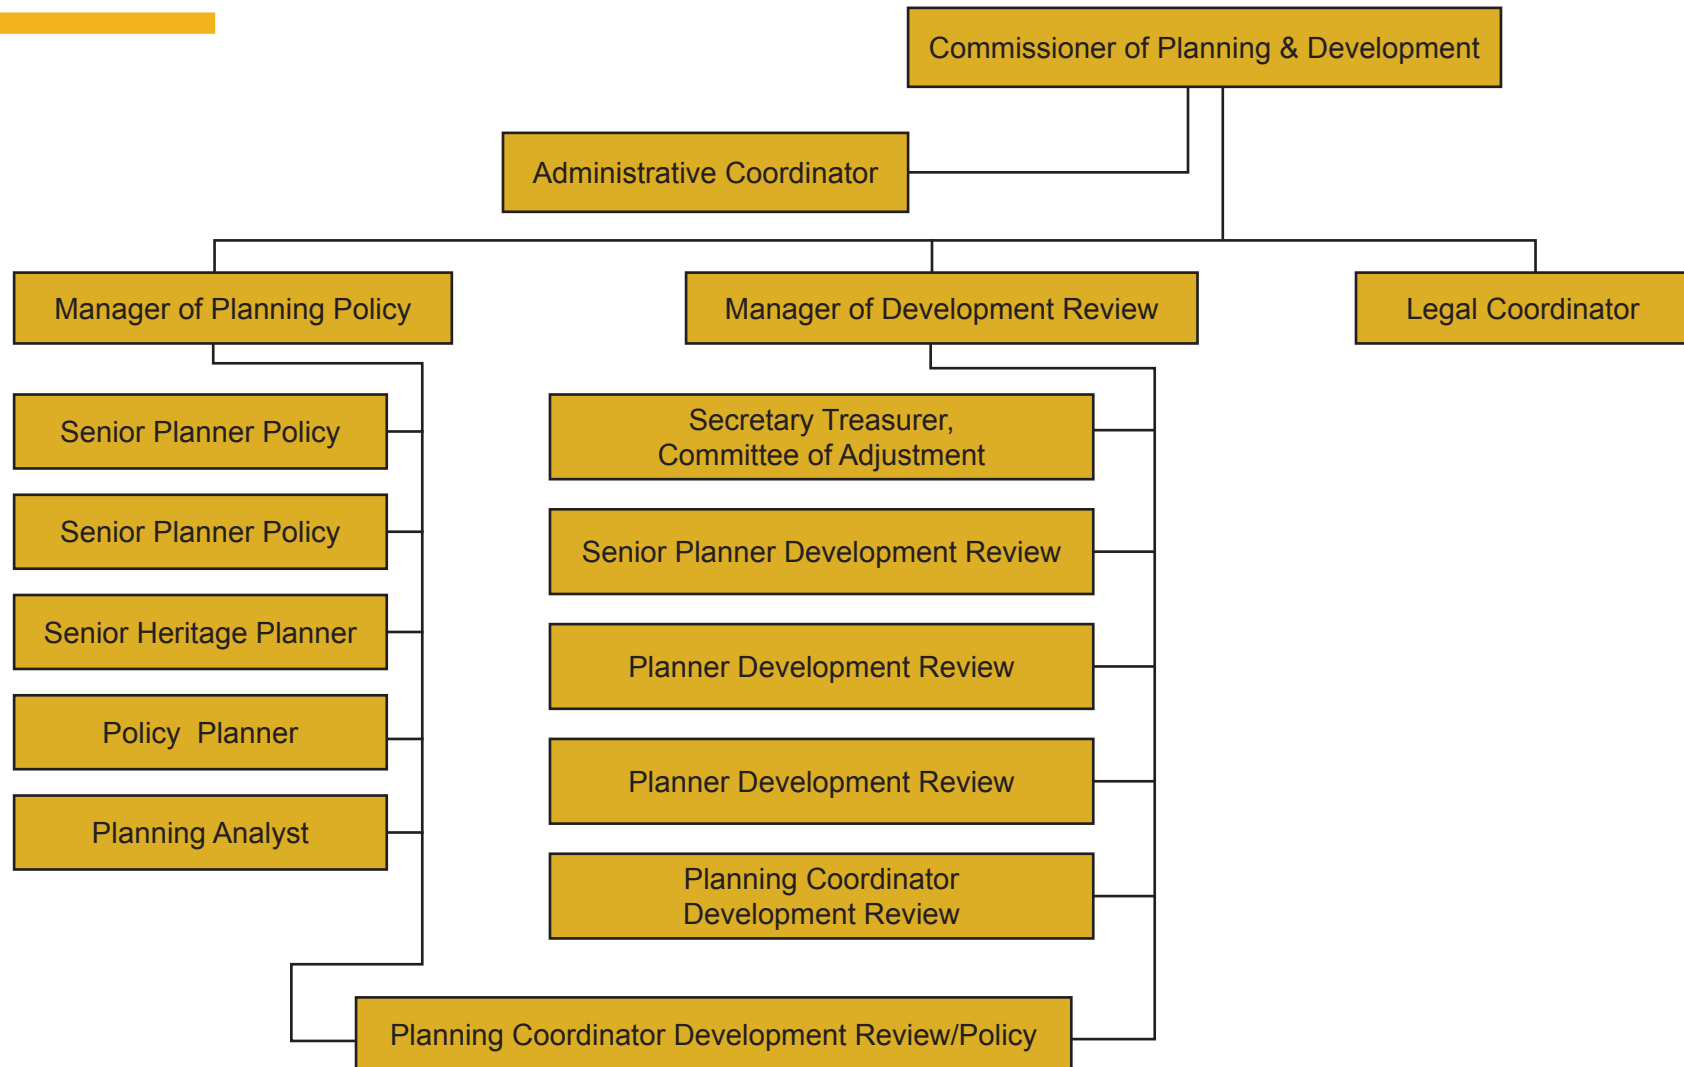 Commissioner of Planning & Development
Administrative Coordinator
Manager of Planning Policy
Manager of Development Review
Legal Coordinator
Senior Planner Policy
Senior Planner Policy
Senior Heritage Planner
Policy Planner
Planning Analyst
Secretary Treasurer,
Committee of Adjustment
Senior Planner Development Review
Planner Development Review
Planner Development Review
Planning Coordinator
Development Review
Planning Coordinator Development Review/Policy